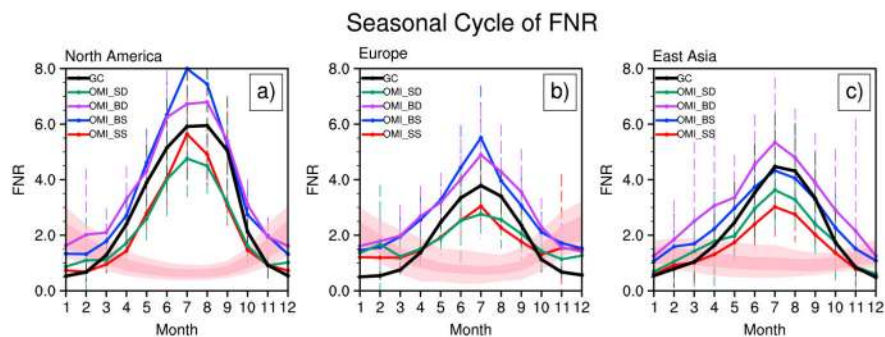 Seasonal Cycle of FNR
North America
Europe
East Asia
8.0
6.0
4.0
2.0
0.0
FNR
GC
OMI_SD
OMI_BD
OMI_BS
OMI_SS
a)
1 2 3 4 5 6 7 8 9 10 11 12
Month
8.0
6.0
4.0
2.0
0.0
FNR
GC
OMI_SD
OMI_BD
OMI_BS
OMI_SS
b)
1 2 3 4 5 6 7 8 9 10 11 12
Month
8.0
6.0
4.0
2.0
0.0
FNR
GC
OMI_SD
OMI_BD
OMI_BS
OMI_SS
c)
1 2 3 4 5 6 7 8 9 10 11 12
Month